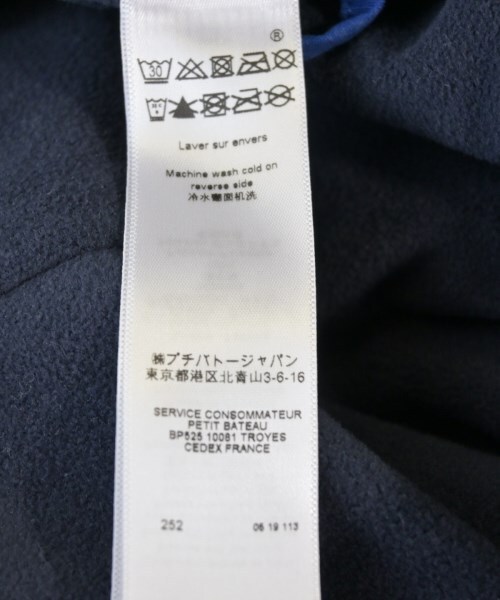 ®
30
Laver sur envers
Machine wash cold on
reverse side
冷水翻面机洗
㈱プチバトージャパン
東京都港区北青山3-6-16
SERVICE CONSOMMATEUR
PETIT BATEAU
BP525 10081 TROYES
CEDEX FRANCE
252 06 19 113